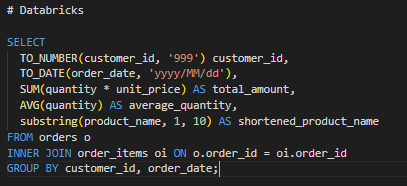 # Databricks
SELECT
TO_NUMBER(customer_id, '999') customer_id,
TO_DATE(order_date, 'yyyy/MM/dd'),
SUM(quantity * unit_price) AS total_amount,
AVG(quantity) AS average_quantity,
substring(product_name, 1, 10) AS shortened_product_name
FROM orders o
INNER JOIN order_items oi ON o.order_id = oi.order_id
GROUP BY customer_id, order_date;